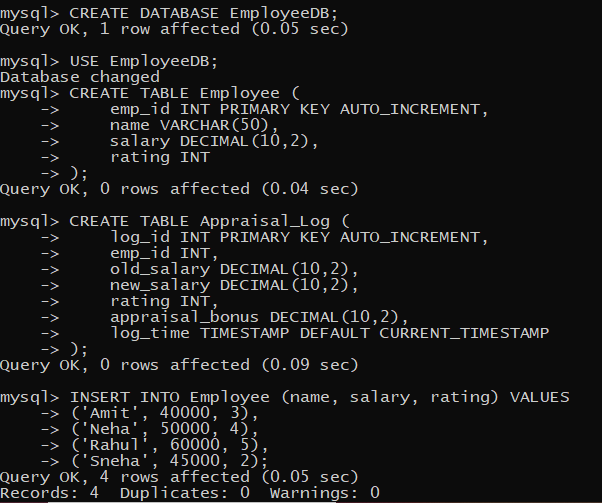 mysql> CREATE DATABASE EmployeeDB;
Query OK, 1 row affected (0.05 sec)
mysql> USE EmployeeDB;
Database changed
mysql> CREATE TABLE Employee (
    ->     emp_id INT PRIMARY KEY AUTO_INCREMENT,
    ->     name VARCHAR(50),
    ->     salary DECIMAL(10,2),
    ->     rating INT
    -> );
Query OK, 0 rows affected (0.04 sec)
mysql> CREATE TABLE Appraisal_Log (
    ->     log_id INT PRIMARY KEY AUTO_INCREMENT,
    ->     emp_id INT,
    ->     old_salary DECIMAL(10,2),
    ->     new_salary DECIMAL(10,2),
    ->     rating INT,
    ->     appraisal_bonus DECIMAL(10,2),
    ->     log_time TIMESTAMP DEFAULT CURRENT_TIMESTAMP
    -> );
Query OK, 0 rows affected (0.09 sec)
mysql> INSERT INTO Employee (name, salary, rating) VALUES
    -> ('Amit', 40000, 3),
    -> ('Neha', 50000, 4),
    -> ('Rahul', 60000, 5),
    -> ('Sneha', 45000, 2);
Query OK, 4 rows affected (0.05 sec)
Records: 4  Duplicates: 0  Warnings: 0